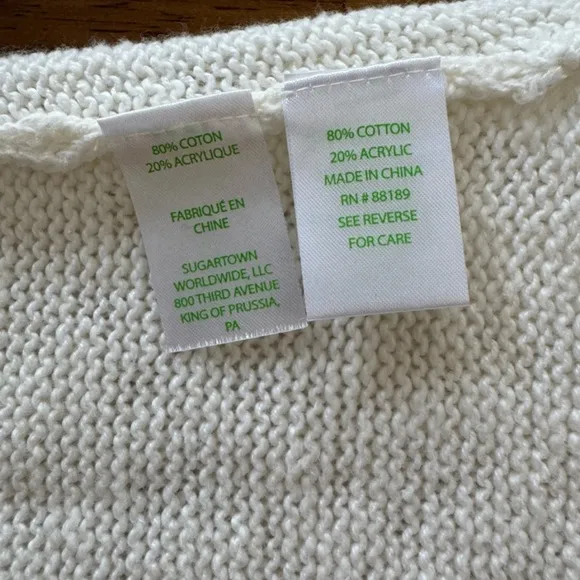 80% COTON
20% ACRYLIQUE
FABRIQUÉ EN
CHINE
SUGARTOWN
WORLDWIDE, LLC
800 THIRD AVENUE
KING OF PRUSSIA,
PA
80% COTTON
20% ACRYLIC
MADE IN CHINA
RN # 88189
SEE REVERSE
FOR CARE